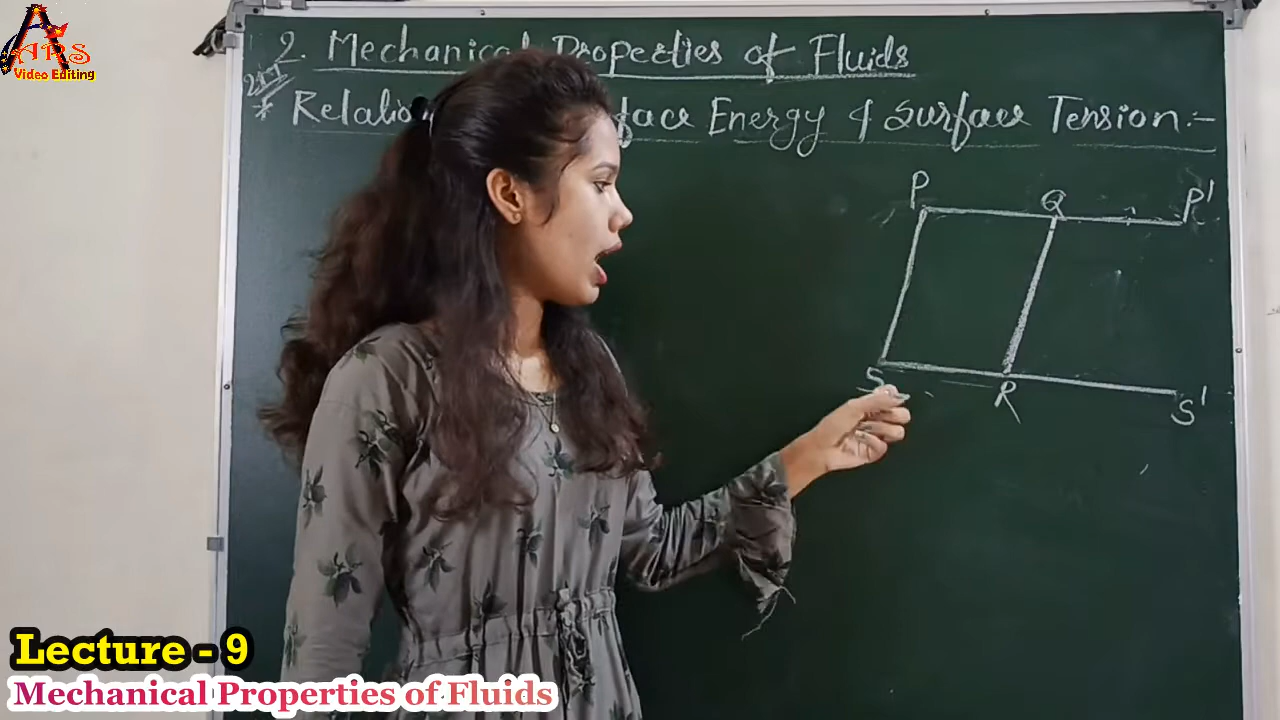 ARS
Video Editing
2. Mechanical Properties of Fluids
* Relatio face Energy & Surface Tension :-
P Q P'
S R S'
Lecture - 9
Mechanical Properties of Fluids